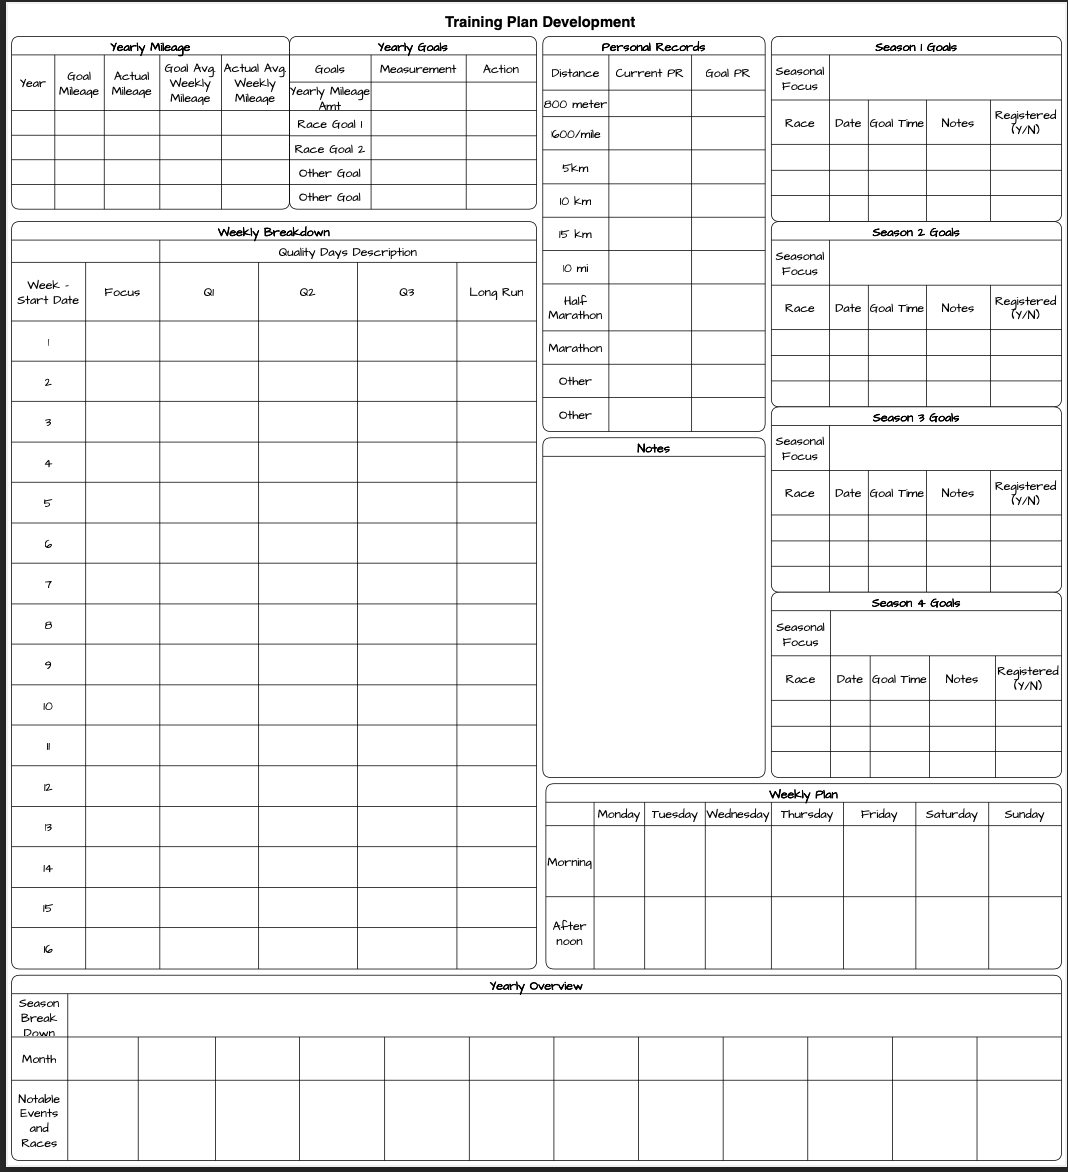 Training Plan Development
Yearly Mileage
Year
Goal
Mileage
Actual
Mileage
Goal Avg.
Weekly
Mileage
Actual Avg.
Weekly
Mileage
Yearly Goals
Goals
Measurement
Action
Yearly Mileage
Amt
Race Goal 1
Race Goal 2
Other Goal
Other Goal
Personal Records
Distance
Current PR
Goal PR
800 meter
1600/mile
5km
10 km
15 km
10 mi
Half
Marathon
Marathon
Other
Other
Season 1 Goals
Seasonal
Focus
Race
Date
Goal Time
Notes
Registered
(Y/N)
Season 2 Goals
Seasonal
Focus
Race
Date
Goal Time
Notes
Registered
(Y/N)
Season 3 Goals
Seasonal
Focus
Race
Date
Goal Time
Notes
Registered
(Y/N)
Season 4 Goals
Seasonal
Focus
Race
Date
Goal Time
Notes
Registered
(Y/N)
Weekly Breakdown
Quality Days Description
Week -
Start Date
Focus
Q1
Q2
Q3
Long Run
1
2
3
4
5
6
7
8
9
10
11
12
13
14
15
16
Notes
Weekly Plan
Monday
Tuesday
Wednesday
Thursday
Friday
Saturday
Sunday
Morning
After
noon
Yearly Overview
Season
Break
Down
Month
Notable
Events
and
Races